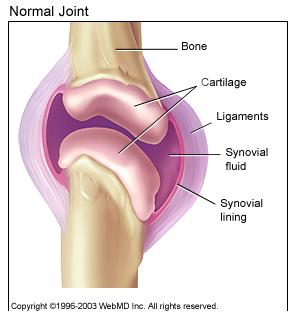 Normal Joint
Bone
Cartilage
Ligaments
Synovial
fluid
Synovial
lining
Copyright ©1996-2003 WebMD Inc. All rights reserved.